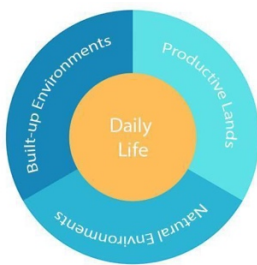 Built-up Environments
Productive Lands
Daily
Life
Natural Environments